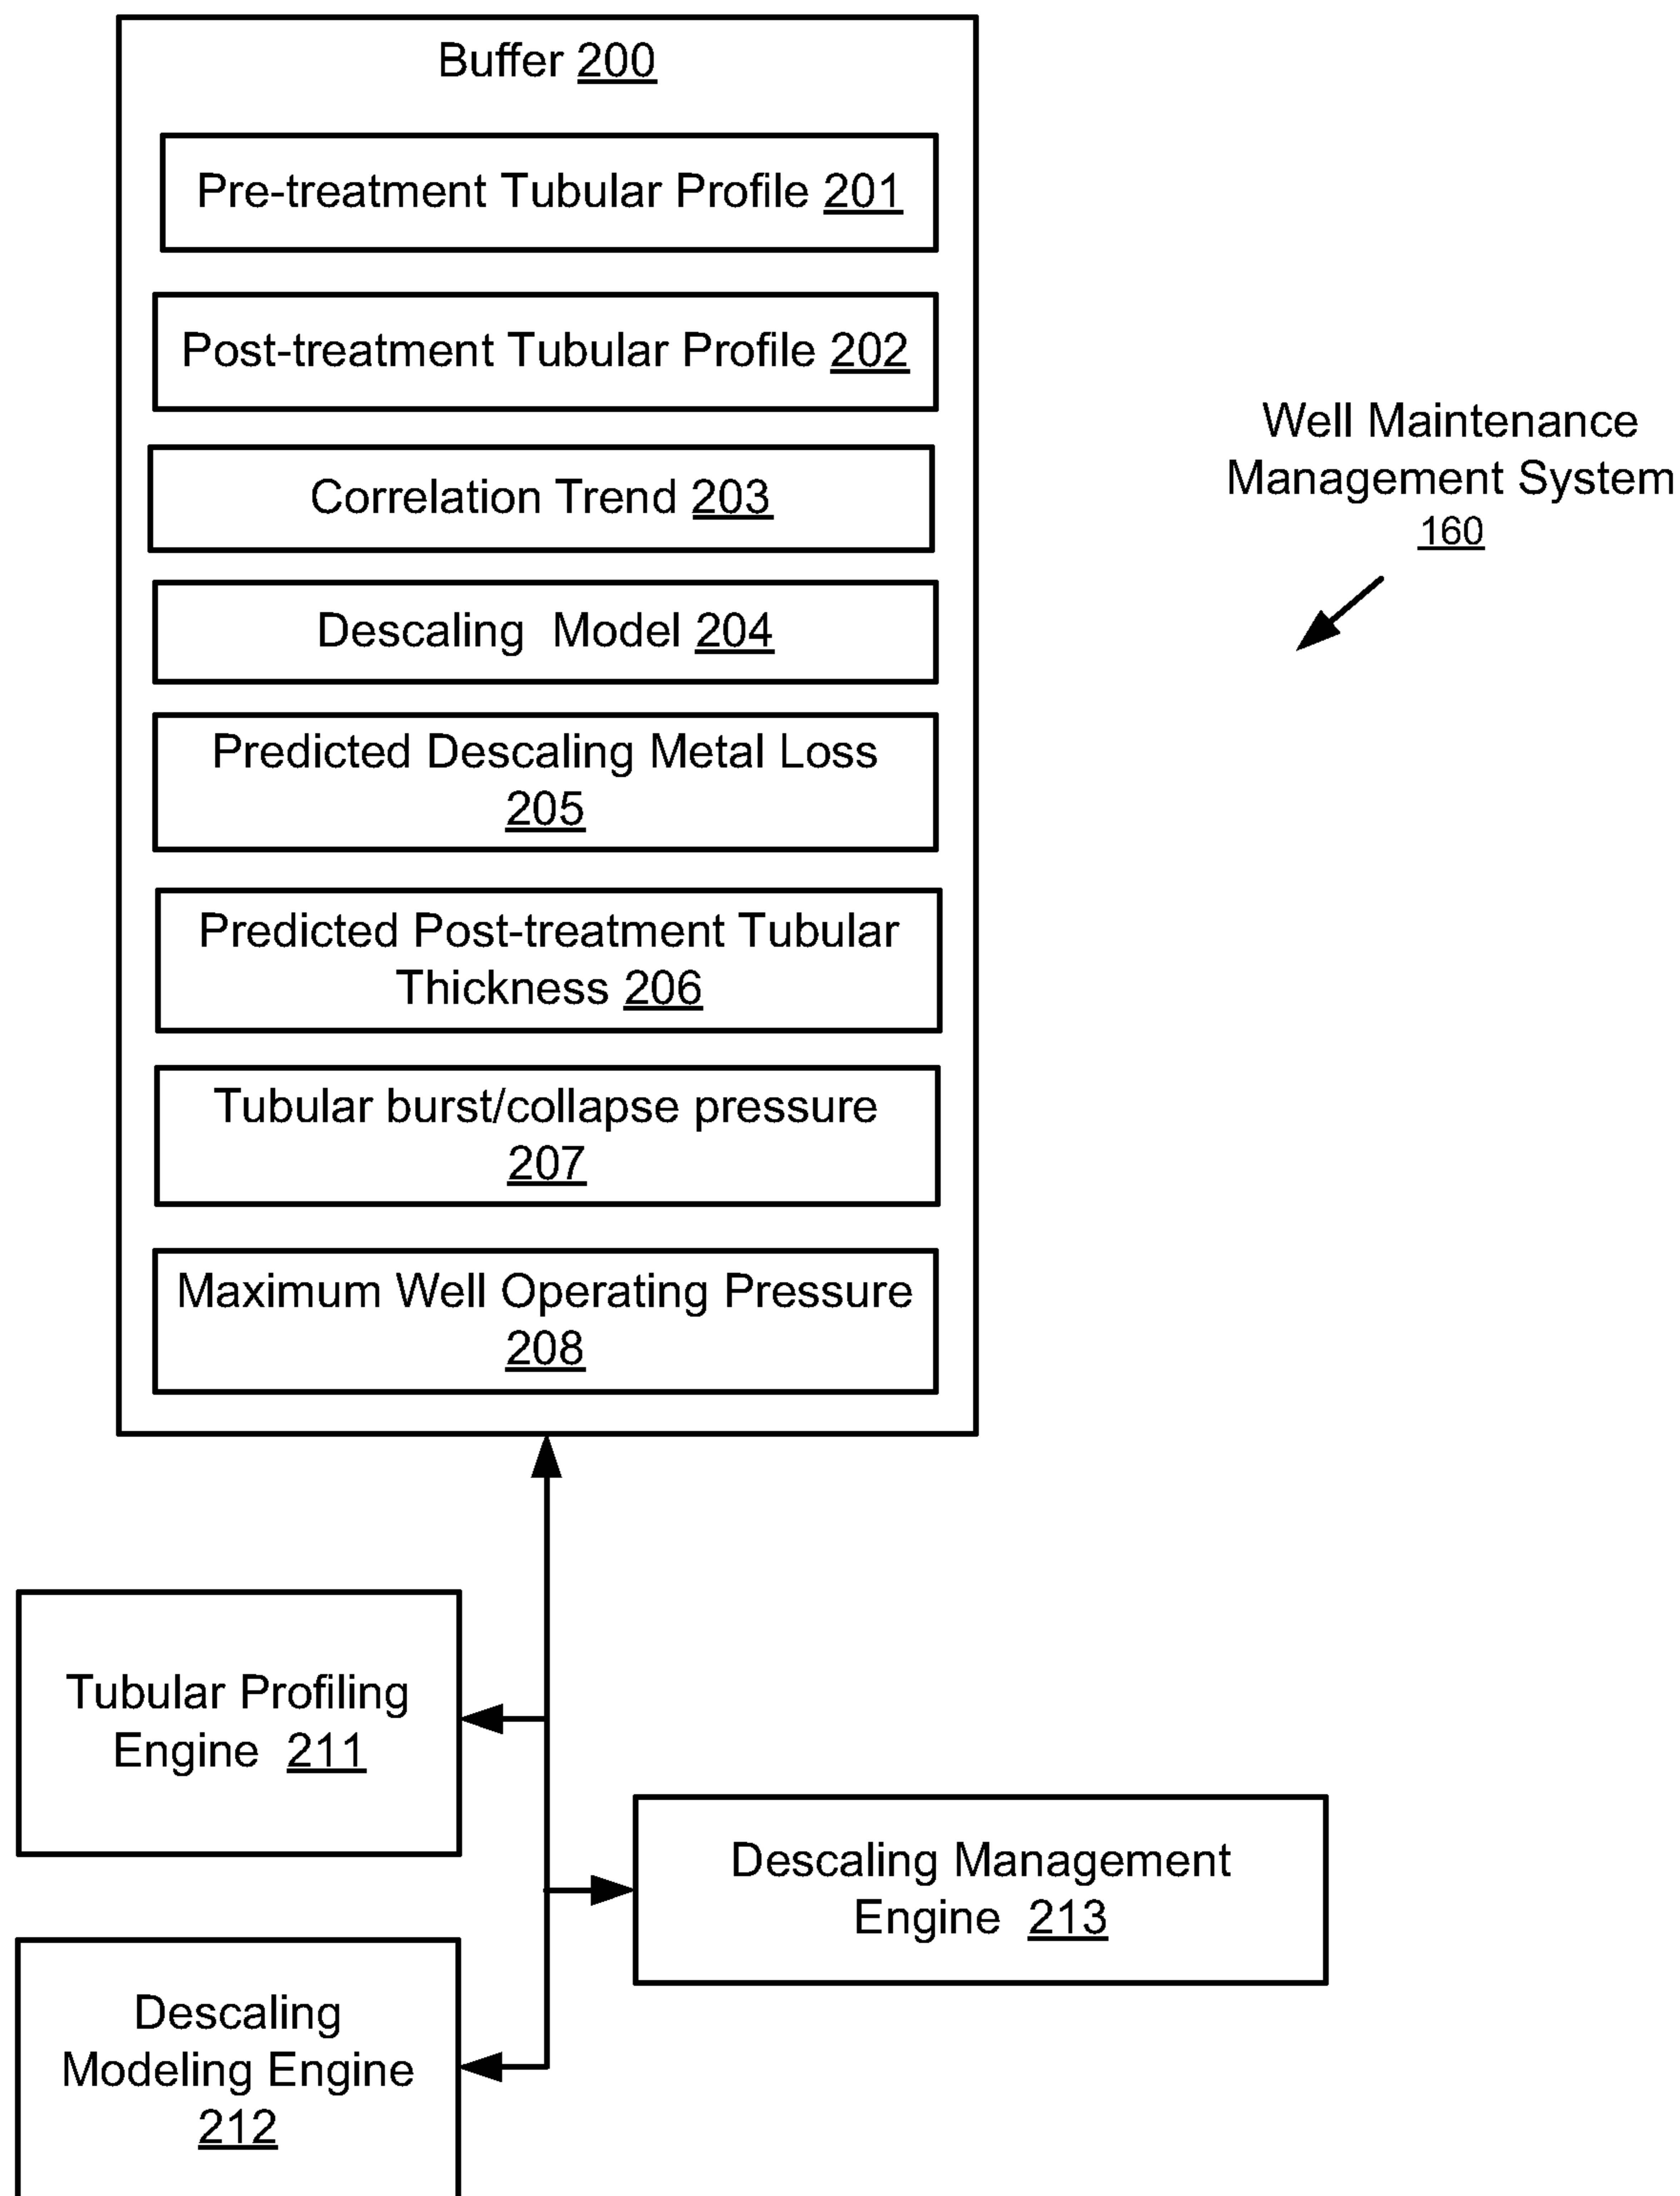 Buffer 200
Pre-treatment Tubular Profile 201
Post-treatment Tubular Profile 202
Correlation Trend 203
Descaling Model 204
Predicted Descaling Metal Loss
205
Predicted Post-treatment Tubular
Thickness 206
Tubular burst/collapse pressure
207
Maximum Well Operating Pressure
208
Well Maintenance
Management System
160
Tubular Profiling
Engine 211
Descaling Management
Engine 213
Descaling
Modeling Engine
212